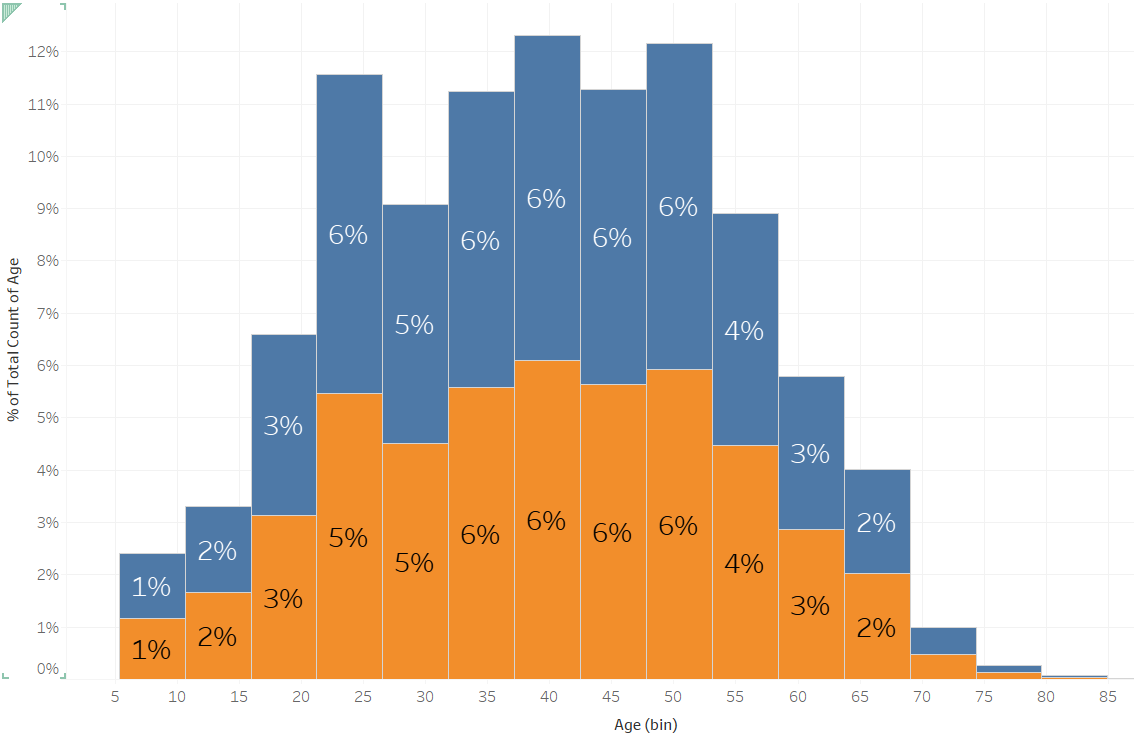 12%
11%
10%
9%
8%
7%
6%
5%
4%
3%
2%
1%
0%
% of Total Count of Age
1% 2% 3% 6% 5% 6% 6% 6% 6% 4% 3% 2%
1% 2% 3% 5% 5% 6% 6% 6% 6% 4% 3% 2%
5 10 15 20 25 30 35 40 45 50 55 60 65 70 75 80 85
Age (bin)